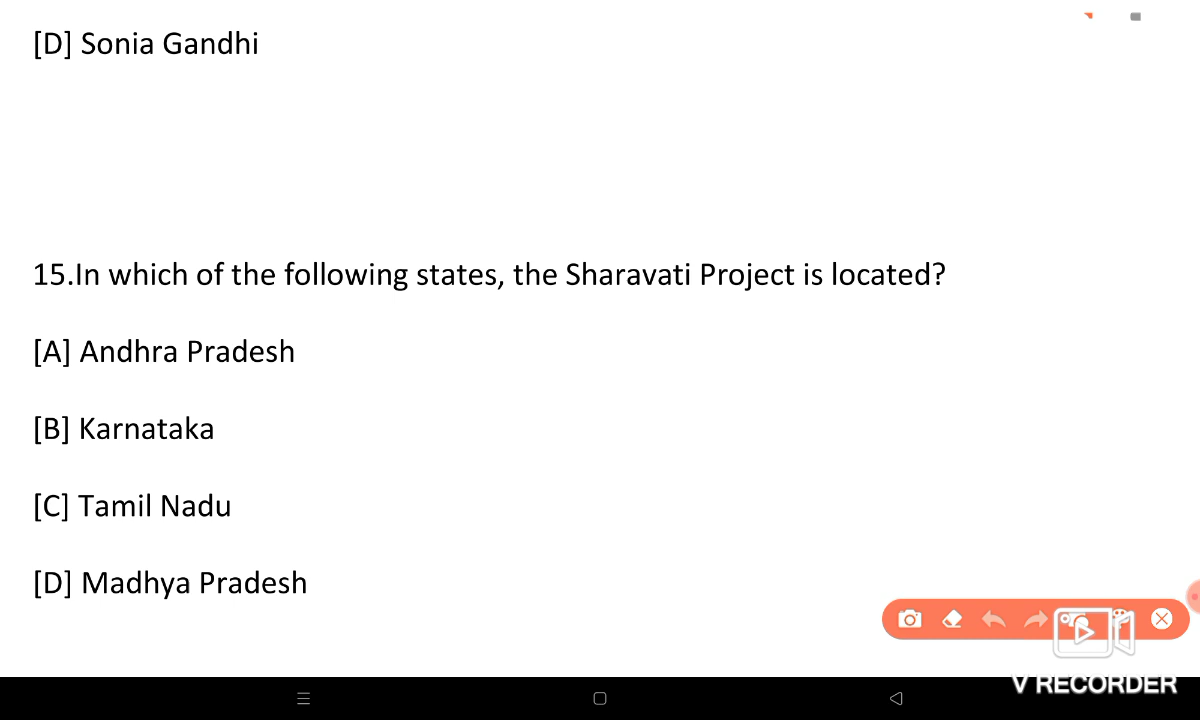 [D] Sonia Gandhi
15.In which of the following states, the Sharavati Project is located?
[A] Andhra Pradesh
[B] Karnataka
[C] Tamil Nadu
[D] Madhya Pradesh
V RECORDER